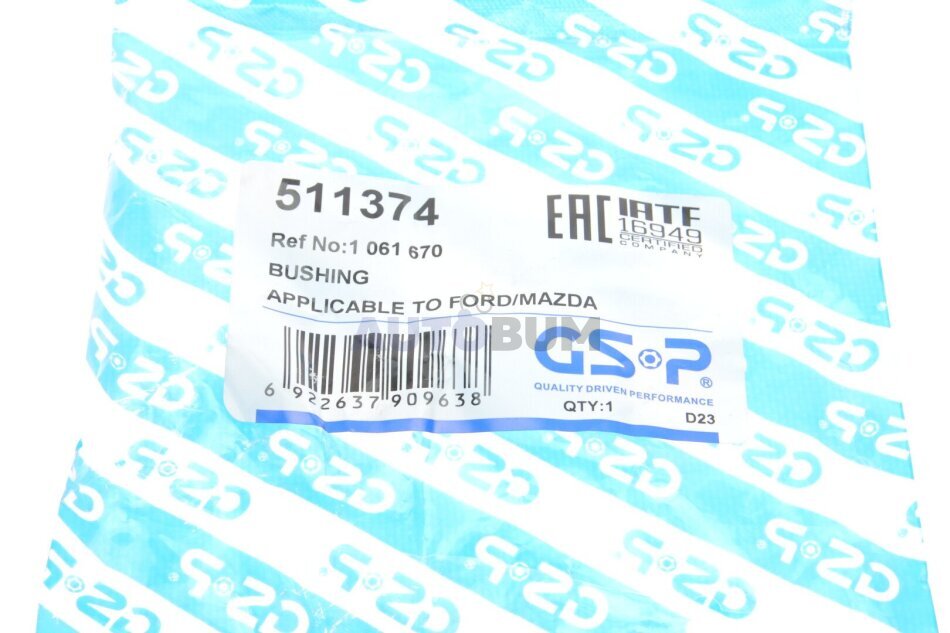 511374
EAC
IATF
16949
CERTIFIED
COMPANY
Ref No:1 061 670
BUSHING
APPLICABLE TO FORD/MAZDA
AUTOBUM
GSP®
QUALITY DRIVEN PERFORMANCE
6 922637 909638
QTY:1
D23